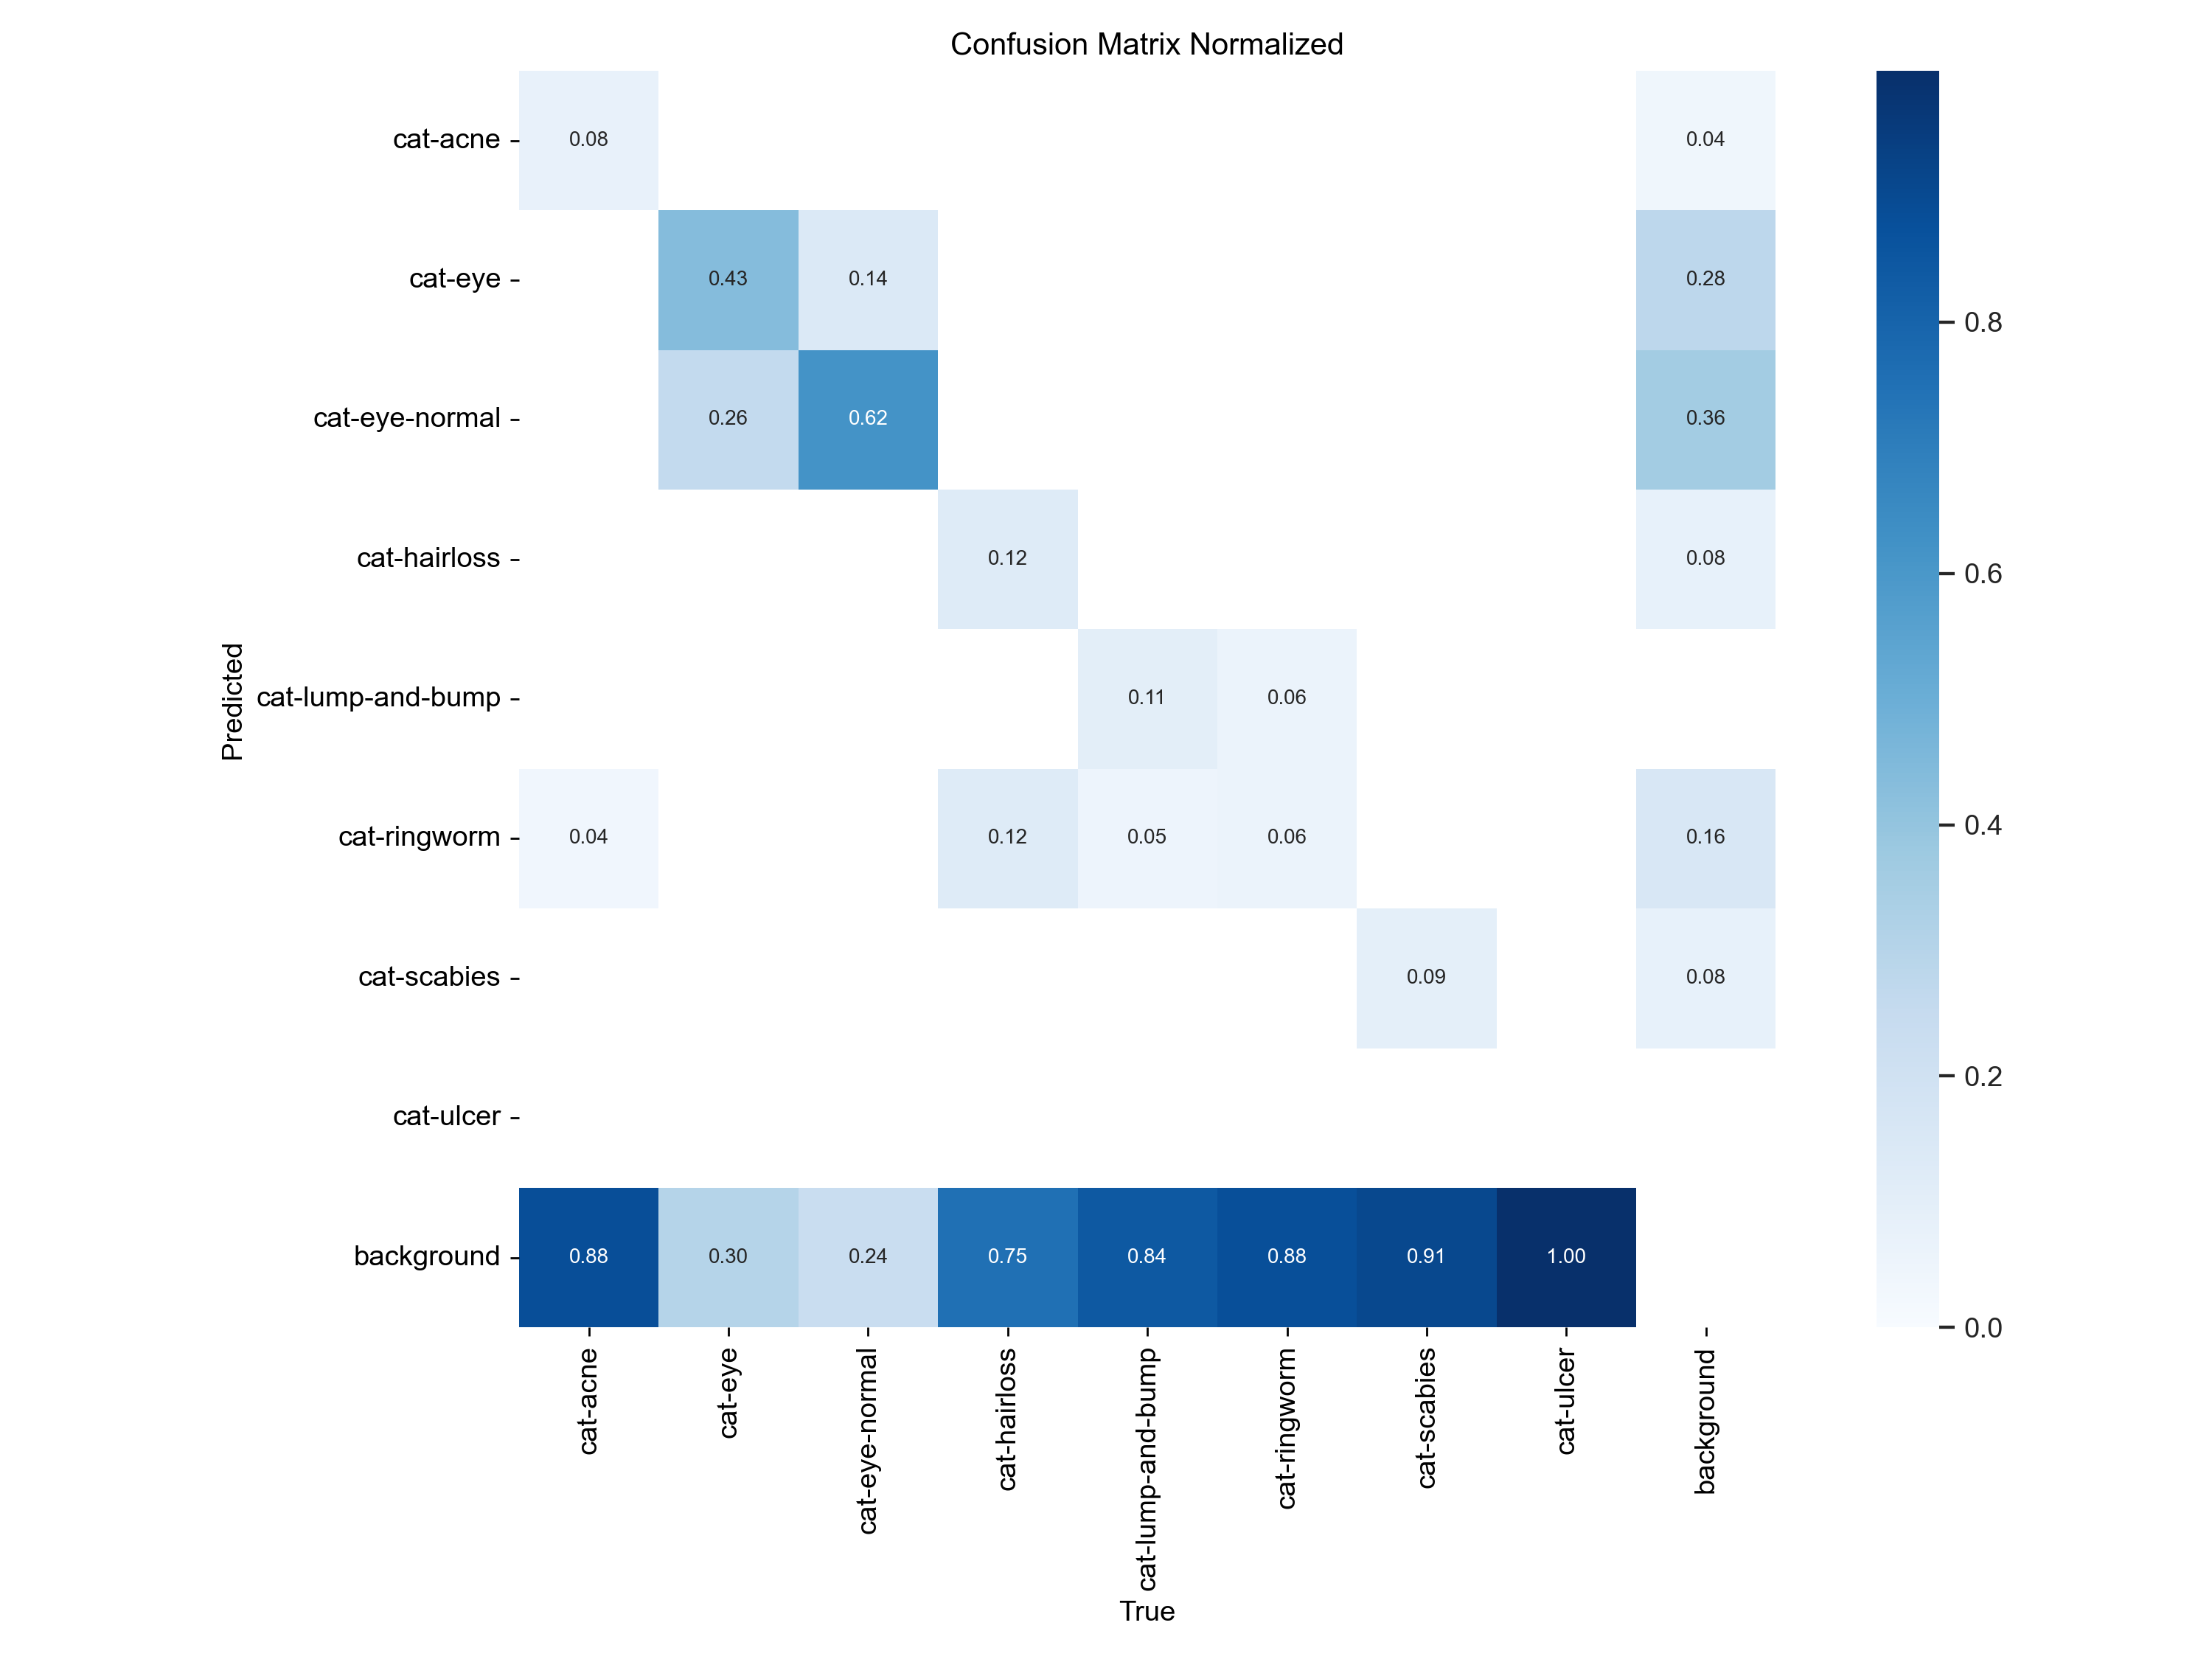 Confusion Matrix Normalized
cat-acne 0.08 0.04
cat-eye 0.43 0.14 0.28 0.8
cat-eye-normal 0.26 0.62 0.36
cat-hairloss 0.12 0.08 0.6
Predicted
cat-lump-and-bump 0.11 0.06
cat-ringworm 0.04 0.12 0.05 0.06 0.16 0.4
cat-scabies 0.09 0.08
0.2
cat-ulcer
background 0.88 0.30 0.24 0.75 0.84 0.88 0.91 1.00
0.0
cat-acne
cat-eye
cat-eye-normal
cat-hairloss
cat-lump-and-bump
cat-ringworm
cat-scabies
cat-ulcer
background
True